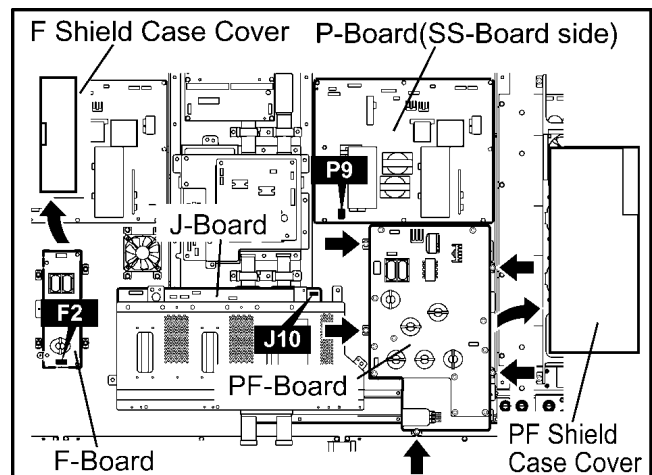 F Shield Case Cover
P-Board(SS-Board side)
P9
J-Board
F2
J10
PF-Board
F-Board
PF Shield
Case Cover